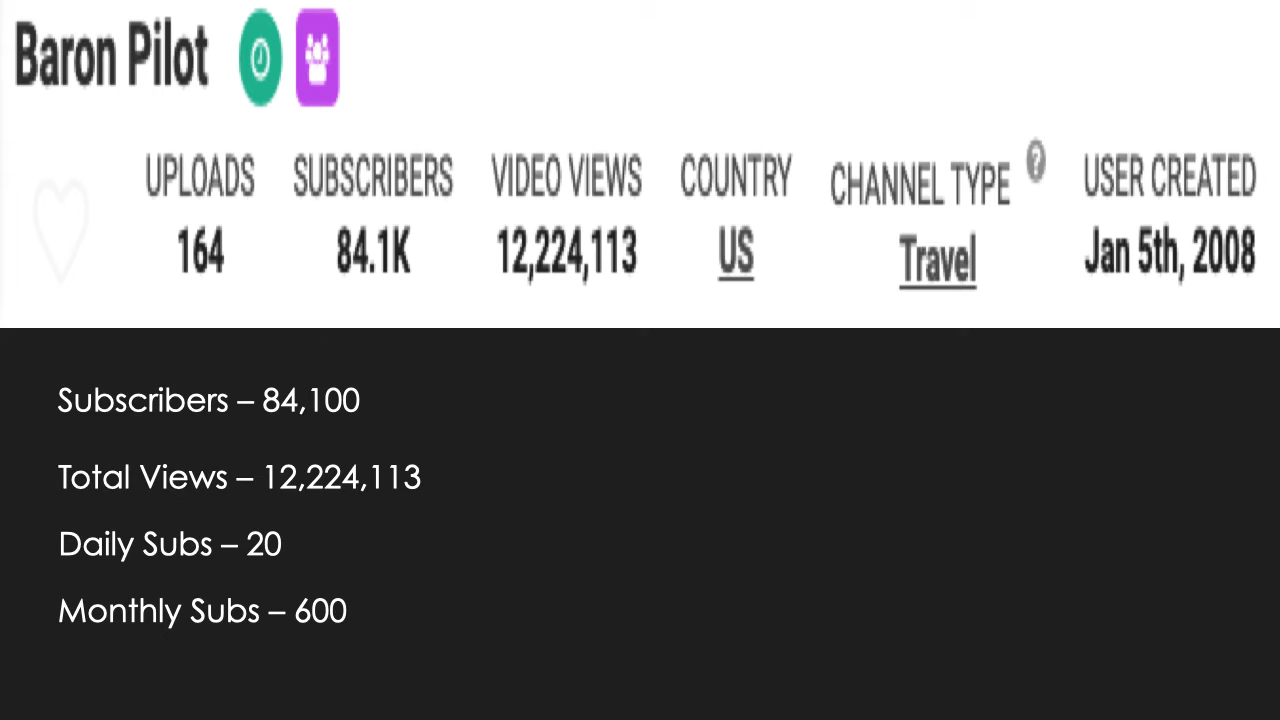 Baron Pilot
UPLOADS SUBSCRIBERS VIDEO VIEWS COUNTRY CHANNEL TYPE ? USER CREATED
164 84.1K 12,224,113 US Travel Jan 5th, 2008
Subscribers – 84,100
Total Views – 12,224,113
Daily Subs – 20
Monthly Subs – 600